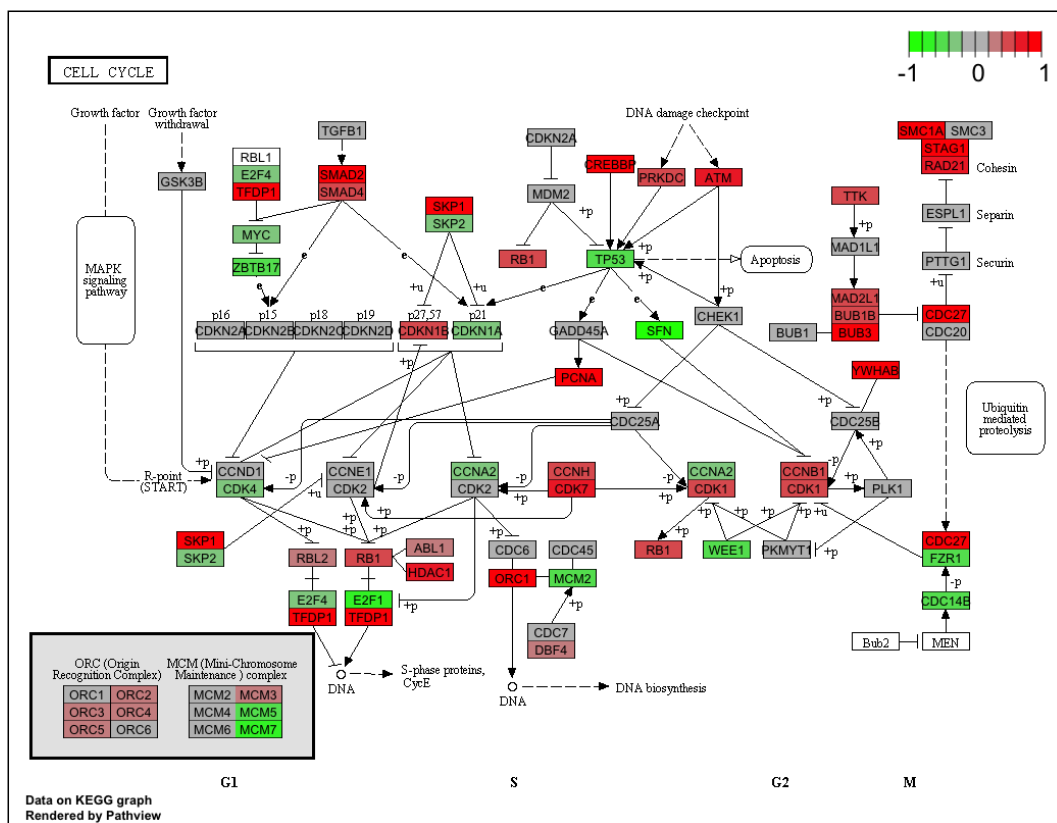 -1 0 1
CELL CYCLE
Growth factor
Growth factor
withdrawal
TGFB1
CDKN2A
DNA damage checkpoint
SMC1A SMC3
STAG1
RAD21
Cohesin
RBL1
E2F4
TFDP1
GSK3B
SMAD2
SMAD4
CREBBP
PRKDC
ATM
MDM2
TTK
SKP1
SKP2
+p
ESPL1
Separin
MYC
RB1
+p
MAD1L1
ZBTB17
MAPK
signaling
pathway
e
e
e
+u
+u
TP53
+p
+p
Apoptosis
PTTG1
Securin
+u
e
e
e
+p
MAD2L1
BUB1B
BUB3
BUB1
CDC27
CDC20
p16
p15
p18
p19
p27,57
p21
CDKN2A
CDKN2B
CDKN2C
CDKN2D
CDKN1B
CDKN1A
GADD45A
SFN
CHEK1
+p
PCNA
YWHAB
+p
+p
CDC25A
CDC25B
Ubiquitin
mediated
proteolysis
R-point
(START)
+p
CCND1
CDK4
-p
CCNE1
CDK2
-p
CCNA2
CDK2
-p
+p
CCNH
CDK7
-p
+p
CCNA2
CDK1
CCNB1
CDK1
-p
+p
+p
PLK1
+u
SKP1
SKP2
+p
+p
+p
+p
+p
RBL2
RB1
ABL1
HDAC1
CDC6
CDC45
+p
RB1
+p
+p
WEE1
+p
+u
PKMYT1
+p
CDC27
FZR1
ORC1
MCM2
-p
CDC14B
E2F4
TFDP1
E2F1
TFDP1
+p
+p
CDC7
DBF4
Bub2
MEN
DNA
S-phase proteins,
CycE
DNA
DNA biosynthesis
ORC (Origin
Recognition Complex)
MCM (Mini-Chromosome
Maintenance ) complex
ORC1 ORC2 MCM2 MCM3
ORC3 ORC4 MCM4 MCM5
ORC5 ORC6 MCM6 MCM7
G1 S G2 M
Data on KEGG graph
Rendered by Pathview